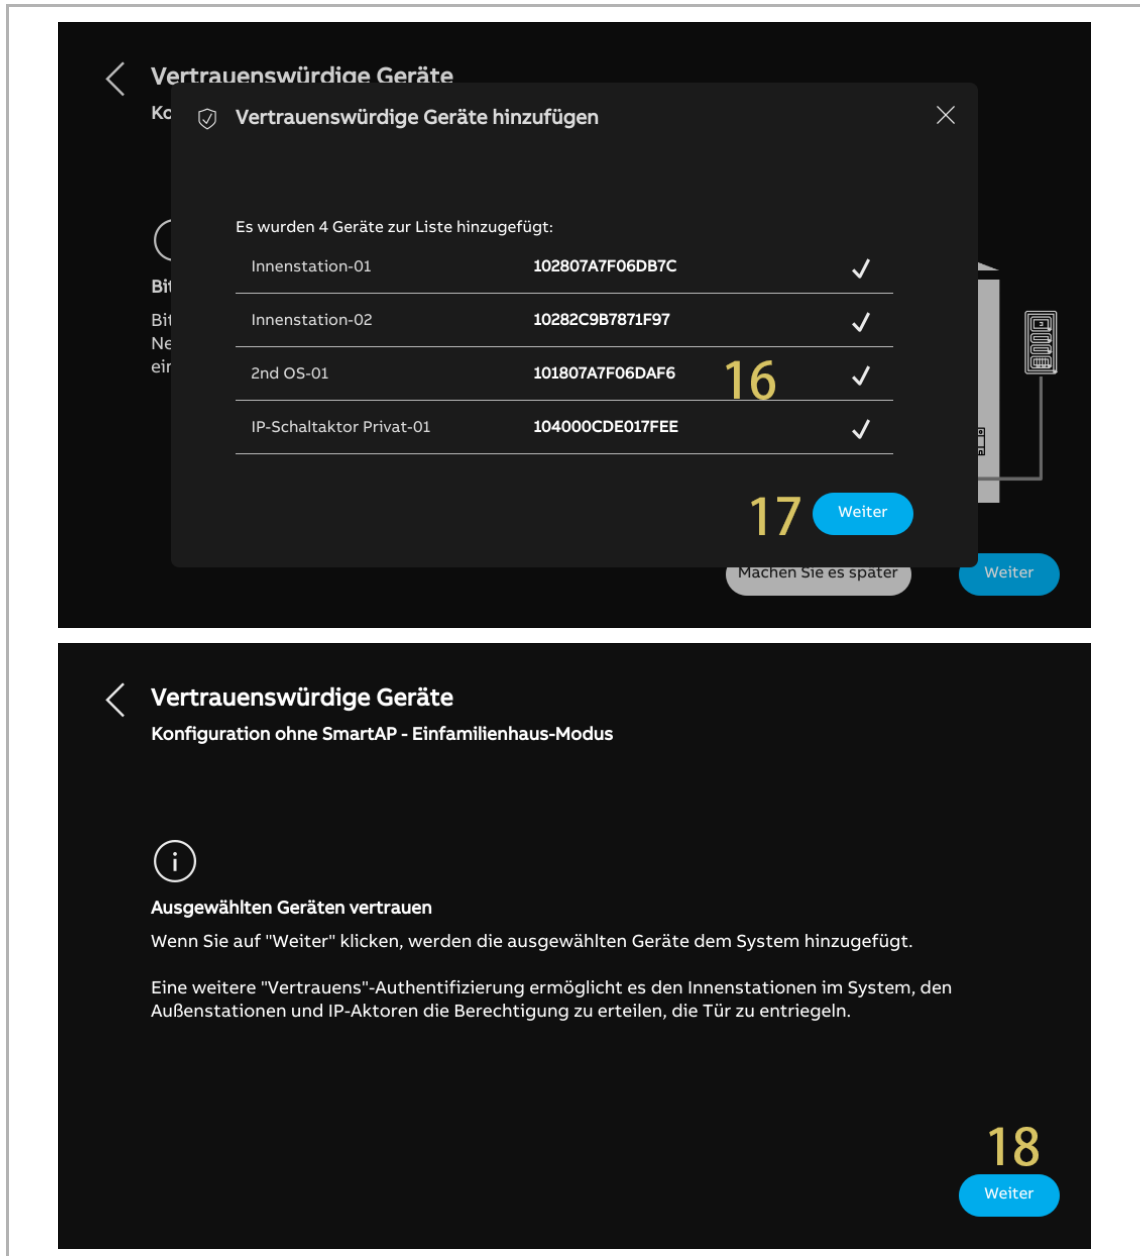 Vertrauenswürdige Geräte
Vertrauenswürdige Geräte hinzufügen
Es wurden 4 Geräte zur Liste hinzugefügt:
Innenstation-01 102807A7F06DB7C
Innenstation-02 10282C9B7871F97
2nd OS-01 101807A7F06DAF6 16
IP-Schaltaktor Privat-01 104000CDE017FEE
17 Weiter
Machen Sie es später Weiter
Vertrauenswürdige Geräte
Konfiguration ohne SmartAP - Einfamilienhaus-Modus
Ausgewählten Geräten vertrauen
Wenn Sie auf "Weiter" klicken, werden die ausgewählten Geräte dem System hinzugefügt.
Eine weitere "Vertrauens"-Authentifizierung ermöglicht es den Innenstationen im System, den
Außenstationen und IP-Aktoren die Berechtigung zu erteilen, die Tür zu entriegeln.
18
Weiter